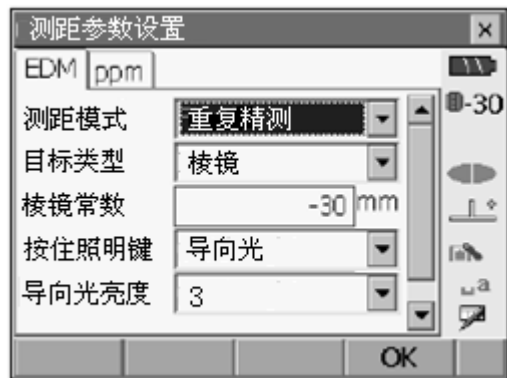 测距参数设置
EDM ppm
-30
测距模式 重复精测
目标类型 棱镜
棱镜常数 -30 mm
按住照明键 导向光
导向光亮度 3
a
OK